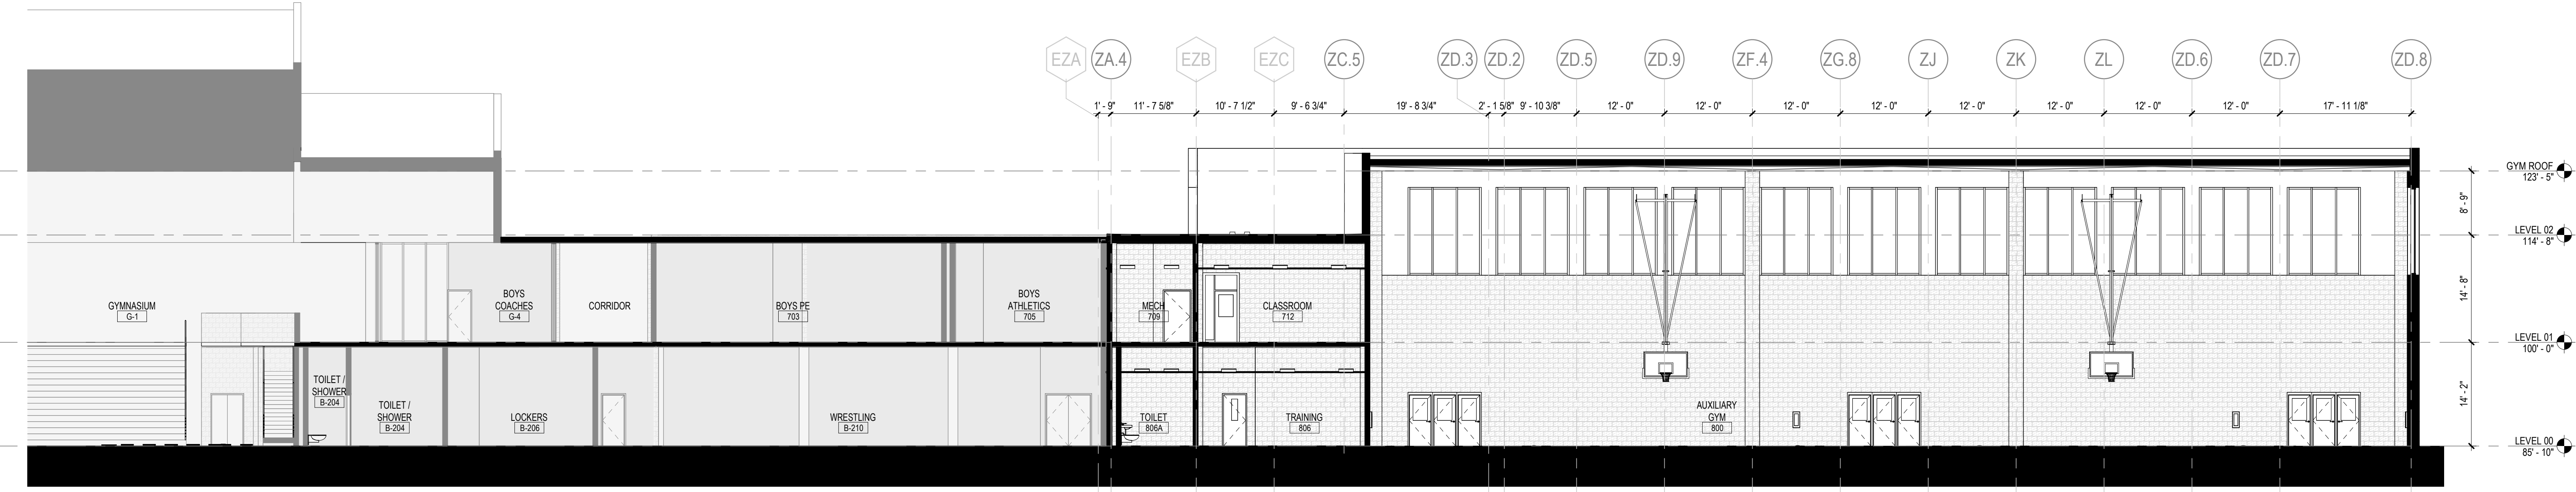 EZA
ZA.4
EZB
EZC
ZC.5
ZD.3
ZD.2
ZD.5
ZD.9
ZF.4
ZG.8
ZJ
ZK
ZL
ZD.6
ZD.7
ZD.8
1' - 9"
11' - 7 5/8"
10' - 7 1/2"
9' - 6 3/4"
19' - 8 3/4"
2' - 1 5/8"
9' - 10 3/8"
12' - 0"
12' - 0"
12' - 0"
12' - 0"
12' - 0"
12' - 0"
12' - 0"
12' - 0"
17' - 11 1/8"
GYM ROOF
123' - 5"
8' - 9"
LEVEL 02
114' - 8"
14' - 8"
LEVEL 01
100' - 0"
14' - 2"
LEVEL 00
85' - 10"
GYMNASIUM
G-1
BOYS
COACHES
G-4
CORRIDOR
BOYS PE
703
BOYS
ATHLETICS
705
MECH
709
CLASSROOM
712
TOILET /
SHOWER
B-204
TOILET /
SHOWER
B-204
LOCKERS
B-206
WRESTLING
B-210
TOILET
806A
TRAINING
806
AUXILIARY
GYM
800